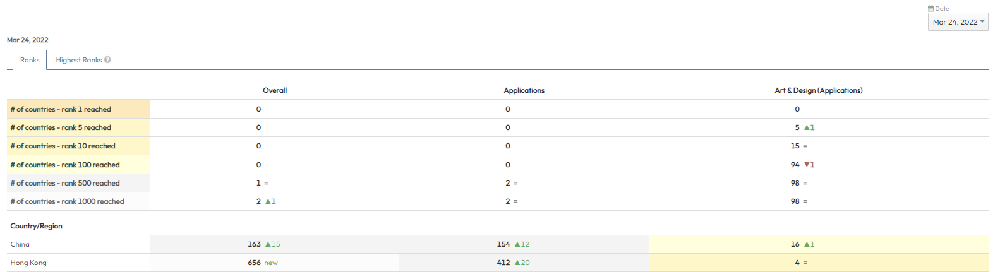 Date
Mar 24, 2022
Mar 24, 2022
Ranks Highest Ranks ?
Overall Applications Art & Design (Applications)
# of countries - rank 1 reached 0 0 0
# of countries - rank 5 reached 0 0 5 ▲1
# of countries - rank 10 reached 0 0 15 =
# of countries - rank 100 reached 0 0 94 ▼1
# of countries - rank 500 reached 1 = 2 = 98 =
# of countries - rank 1000 reached 2 ▲1 2 = 98 =
Country/Region
China 163 ▲15 154 ▲12 16 ▲1
Hong Kong 656 new 412 ▲20 4 =